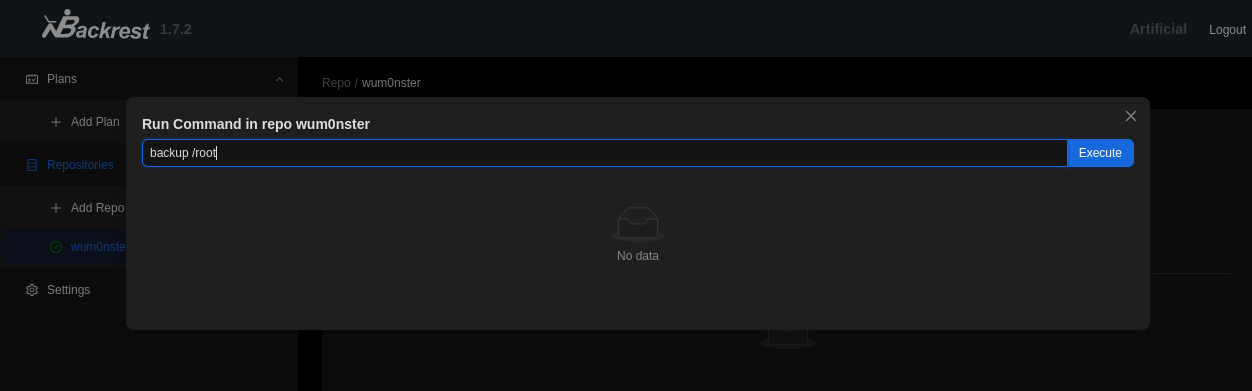 Backrest 1.7.2
Artificial
Logout
Plans
Repo / wum0nster
Run Command in repo wum0nster
Add Plan
backup /root
Execute
Repositories
Add Repo
wum0nste
No data
Settings